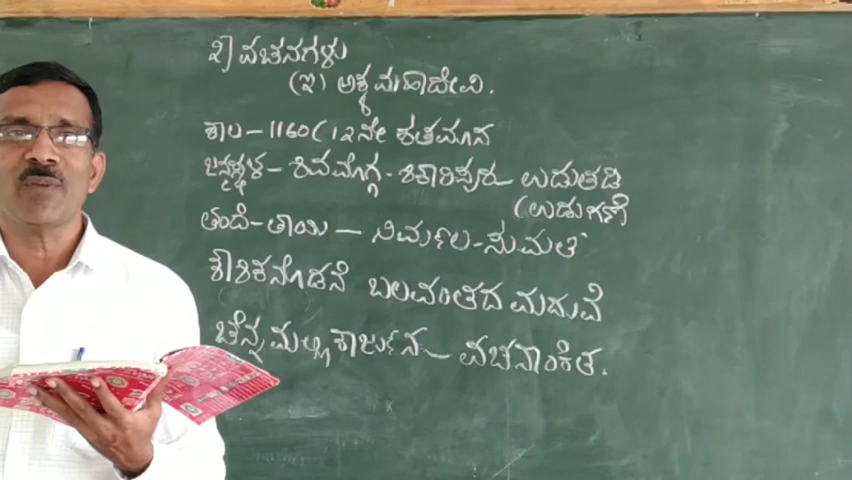 ೨] ವಚನಗಳು
(ಇ) ಅಕ್ಕಮಹಾದೇವಿ.
ಕಾಲ - 1160 (12ನೇ ಶತಮಾನ
ಜನ್ಮಸ್ಥಳ - ಶಿವಮೊಗ್ಗ - ಶಿಕಾರಿಪುರ - ಉಡುತಡಿ
(ಉಡುಗಣಿ
ತಂದೆ - ತಾಯಿ - ನಿರ್ಮಲ - ಸುಮತಿ
ಕೌಶಿಕನೊಡನೆ ಬಲವಂತದ ಮದುವೆ
ಚೆನ್ನಮಲ್ಲಿಕಾರ್ಜುನ - ವಚನಾಂಕಿತ.